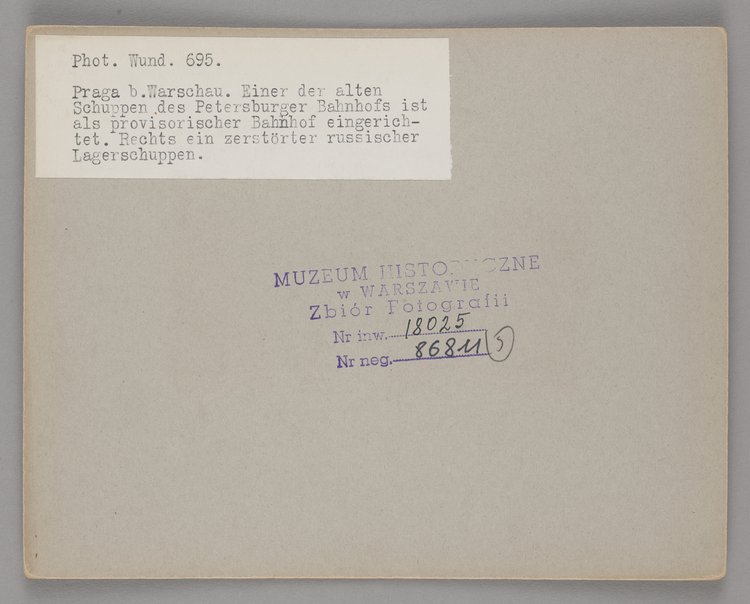 Phot. Wund. 695.
Praga b.Warschau. Einer der alten
Schuppen des Petersburger Bahnhofs ist
als provisorischer Bahnhof eingerich-
tet. Rechts ein zerstörter russischer
Lagerschuppen.
MUZEUM HISTORYCZNE
w WARSZAWIE
Zbiór Fotografii
Nr inw. 18025
Nr neg. 86811 5